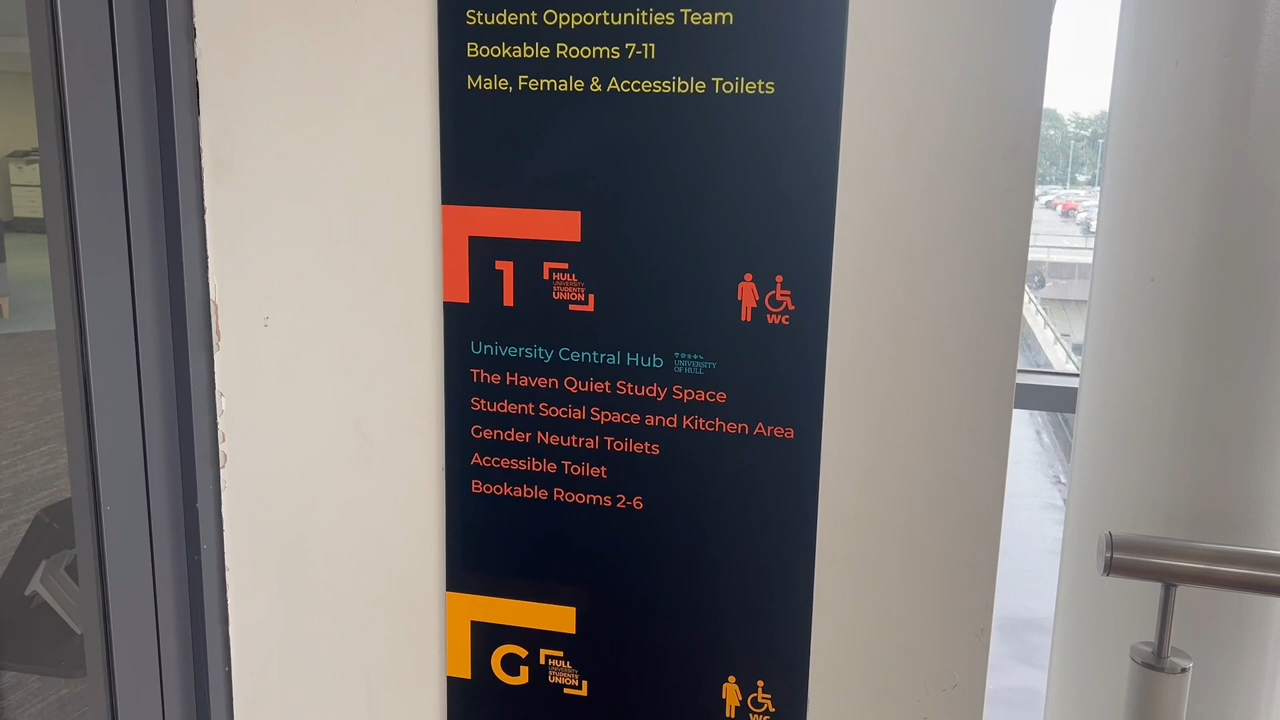 Student Opportunities Team
Bookable Rooms 7-11
Male, Female & Accessible Toilets
1
HULL
UNIVERSITY
STUDENTS'
UNION
WC
University Central Hub
UNIVERSITY
OF HULL
The Haven Quiet Study Space
Student Social Space and Kitchen Area
Gender Neutral Toilets
Accessible Toilet
Bookable Rooms 2-6
G
HULL
UNIVERSITY
STUDENTS'
UNION
WC